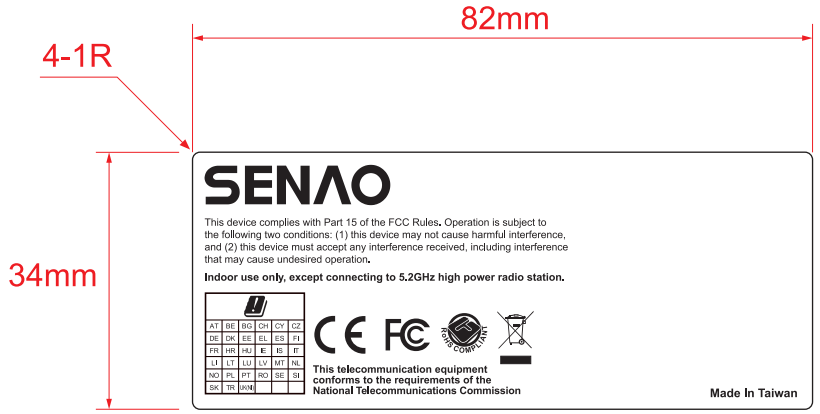 82mm
4-1R
34mm
SENAO
This device complies with Part 15 of the FCC Rules. Operation is subject to
the following two conditions: (1) this device may not cause harmful interference,
and (2) this device must accept any interference received, including interference
that may cause undesired operation.
Indoor use only, except connecting to 5.2GHz high power radio station.
AT BE BG CH CY CZ
DE DK EE EL ES FI
FR HR HU IE IS IT
LI LT LU LV MT NL
NO PL PT RO SE SI
SK TR UK(NI)
CE FC RoHS COMPLIANT
This telecommunication equipment
conforms to the requirements of the
National Telecommunications Commission
Made In Taiwan